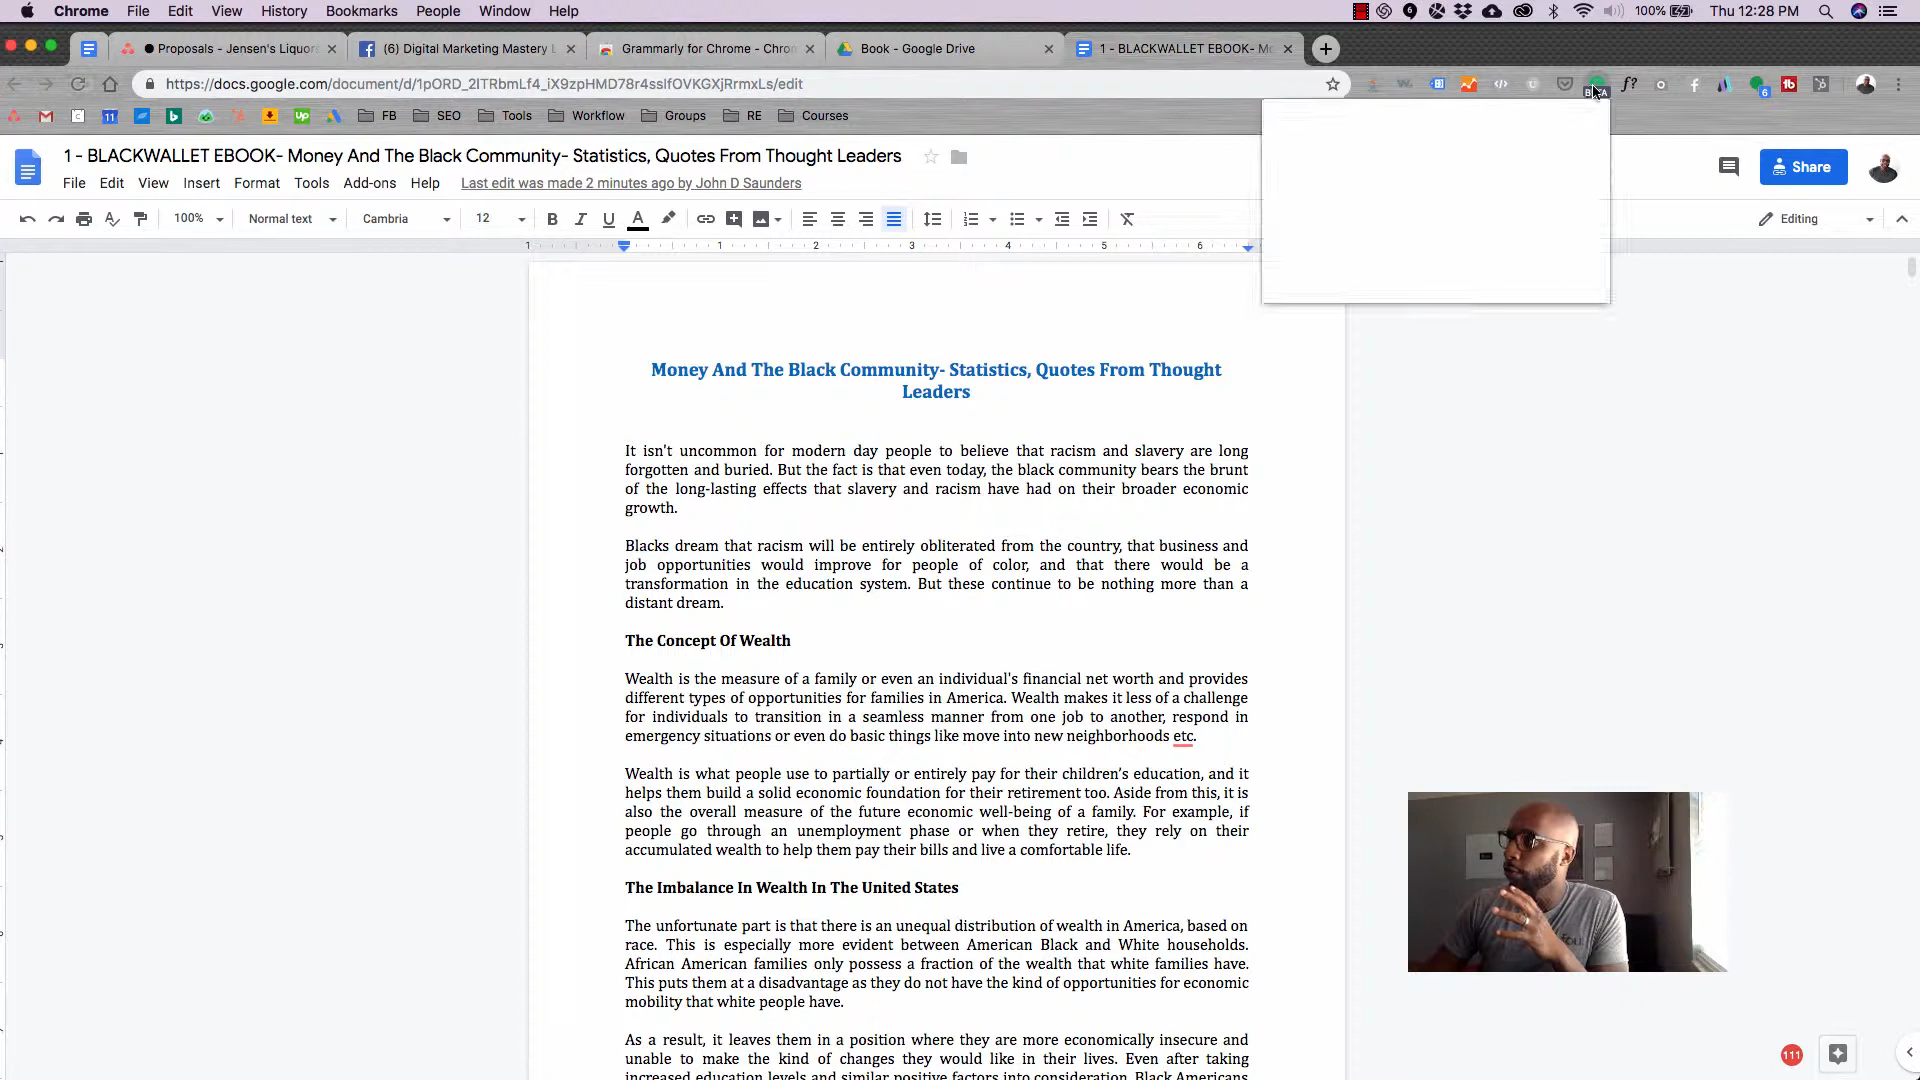 Chrome File Edit View History Bookmarks People Window Help 100% Thu 12:28 PM
Proposals - Jensen's Liquor (6) Digital Marketing Mastery Grammarly for Chrome - Chrom Book - Google Drive 1 - BLACKWALLET EBOOK- M
https://docs.google.com/document/d/1pORD_2lTRbmLf4_iX9zpHMD78r4ssIfOVKGXjRrmxLs/edit
FB SEO Tools Workflow Groups RE Courses
1 - BLACKWALLET EBOOK- Money And The Black Community- Statistics, Quotes From Thought Leaders
Share
File Edit View Insert Format Tools Add-ons Help Last edit was made 2 minutes ago by John D Saunders
100% Normal text Cambria 12 Editing
1 1 2 3 4 5 6
Money And The Black Community- Statistics, Quotes From Thought
Leaders
It isn't uncommon for modern day people to believe that racism and slavery are long
forgotten and buried. But the fact is that even today, the black community bears the brunt
of the long-lasting effects that slavery and racism have had on their broader economic
growth.
Blacks dream that racism will be entirely obliterated from the country, that business and
job opportunities would improve for people of color, and that there would be a
transformation in the education system. But these continue to be nothing more than a
distant dream.
The Concept Of Wealth
Wealth is the measure of a family or even an individual's financial net worth and provides
different types of opportunities for families in America. Wealth makes it less of a challenge
for individuals to transition in a seamless manner from one job to another, respond in
emergency situations or even do basic things like move into new neighborhoods etc.
Wealth is what people use to partially or entirely pay for their children’s education, and it
helps them build a solid economic foundation for their retirement too. Aside from this, it is
also the overall measure of the future economic well-being of a family. For example, if
people go through an unemployment phase or when they retire, they rely on their
accumulated wealth to help them pay their bills and live a comfortable life.
The Imbalance In Wealth In The United States
The unfortunate part is that there is an unequal distribution of wealth in America, based on
race. This is especially more evident between American Black and White households.
African American families only possess a fraction of the wealth that white families have.
This puts them at a disadvantage as they do not have the kind of opportunities for economic
mobility that white people have.
As a result, it leaves them in a position where they are more economically insecure and
unable to make the kind of changes they would like in their lives. Even after taking
increased education levels and similar positive factors into consideration, Black Americans
111